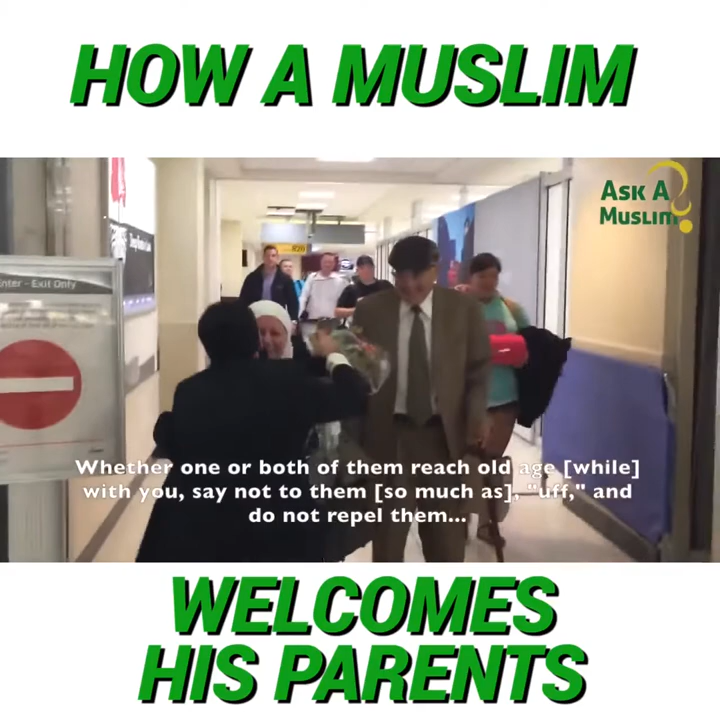 HOW A MUSLIM
ASK A
MUSLIM?
Enter - Exit Only
Whether one or both of them reach old age [while]
with you, say not to them [so much as], "uff," and
do not repel them...
WELCOMES
HIS PARENTS